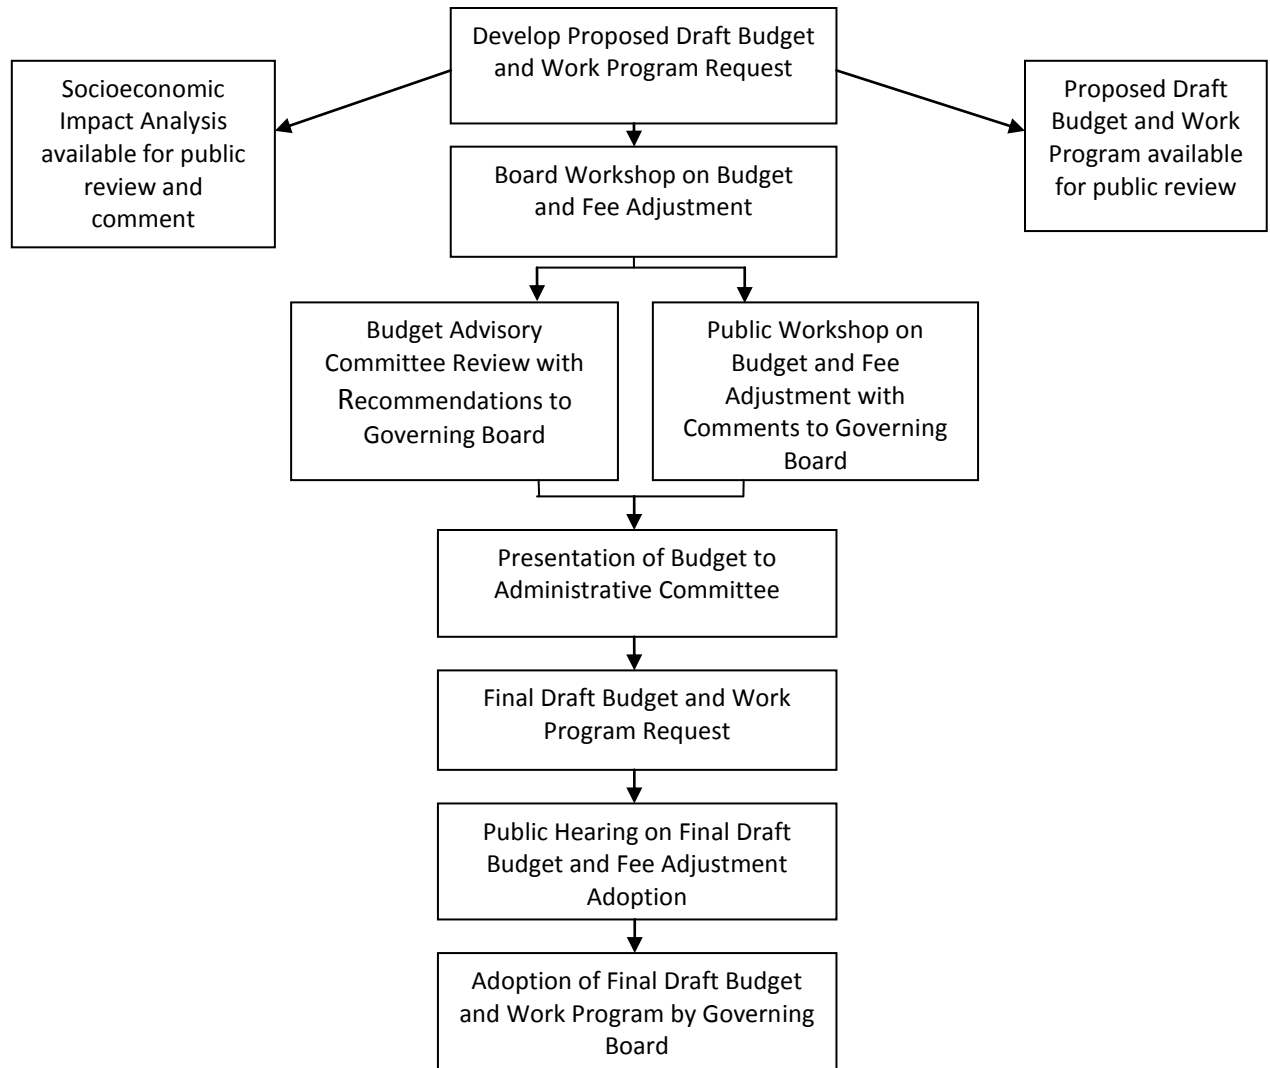 Develop Proposed Draft Budget
and Work Program Request
Socioeconomic
Impact Analysis
available for public
review and
comment
Proposed Draft
Budget and Work
Program available
for public review
Board Workshop on Budget
and Fee Adjustment
Budget Advisory
Committee Review with
Recommendations to
Governing Board
Public Workshop on
Budget and Fee
Adjustment with
Comments to Governing
Board
Presentation of Budget to
Administrative Committee
Final Draft Budget and Work
Program Request
Public Hearing on Final Draft
Budget and Fee Adjustment
Adoption
Adoption of Final Draft Budget
and Work Program by Governing
Board